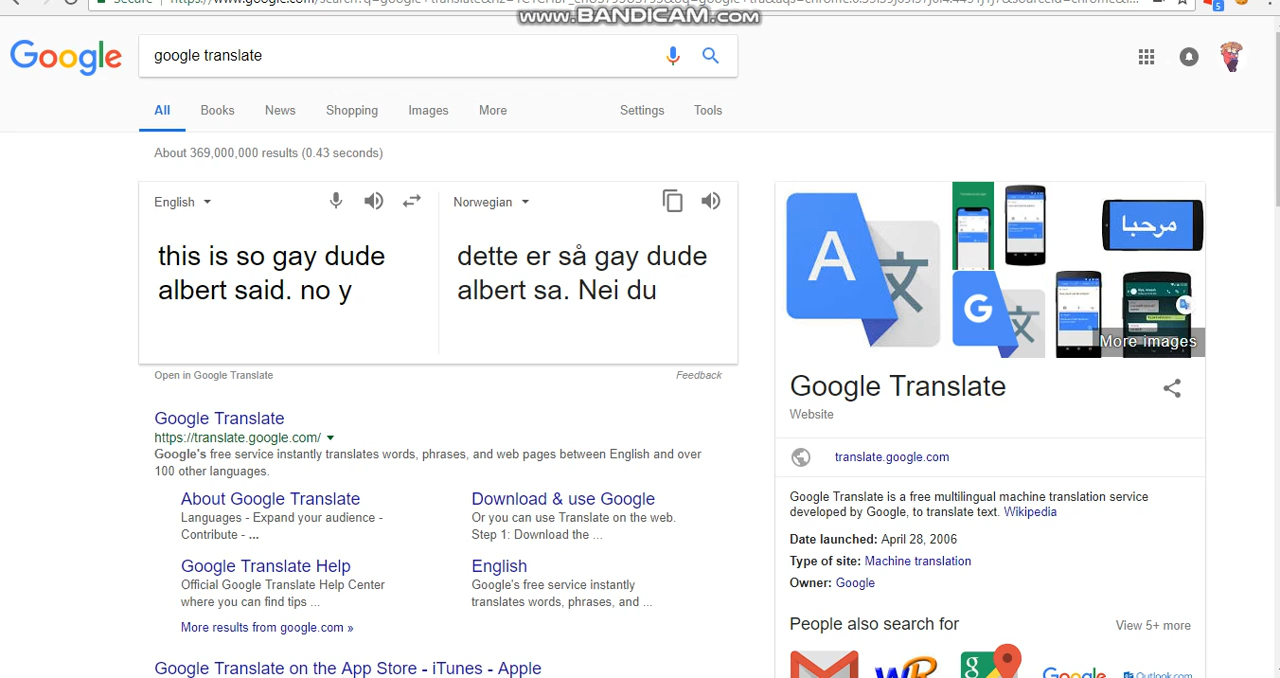 www.BANDICAM.com
Secure
Google
google translate
All Books News Shopping Images More Settings Tools
About 369,000,000 results (0.43 seconds)
English
Norwegian
this is so gay dude
albert said. no y
dette er så gay dude
albert sa. Nei du
Open in Google Translate
Feedback
Google Translate
https://translate.google.com/
Google's free service instantly translates words, phrases, and web pages between English and over
100 other languages.
About Google Translate
Languages - Expand your audience -
Contribute - ...
Download & use Google
Or you can use Translate on the web.
Step 1: Download the ...
Google Translate Help
Official Google Translate Help Center
where you can find tips ...
English
Google's free service instantly
translates words, phrases, and ...
More results from google.com »
Google Translate on the App Store - iTunes - Apple
A
文
G
文
مرحبا
More images
Google Translate
Website
translate.google.com
Google Translate is a free multilingual machine translation service
developed by Google, to translate text. Wikipedia
Date launched: April 28, 2006
Type of site: Machine translation
Owner: Google
People also search for
View 5+ more
Google
Outlook.com